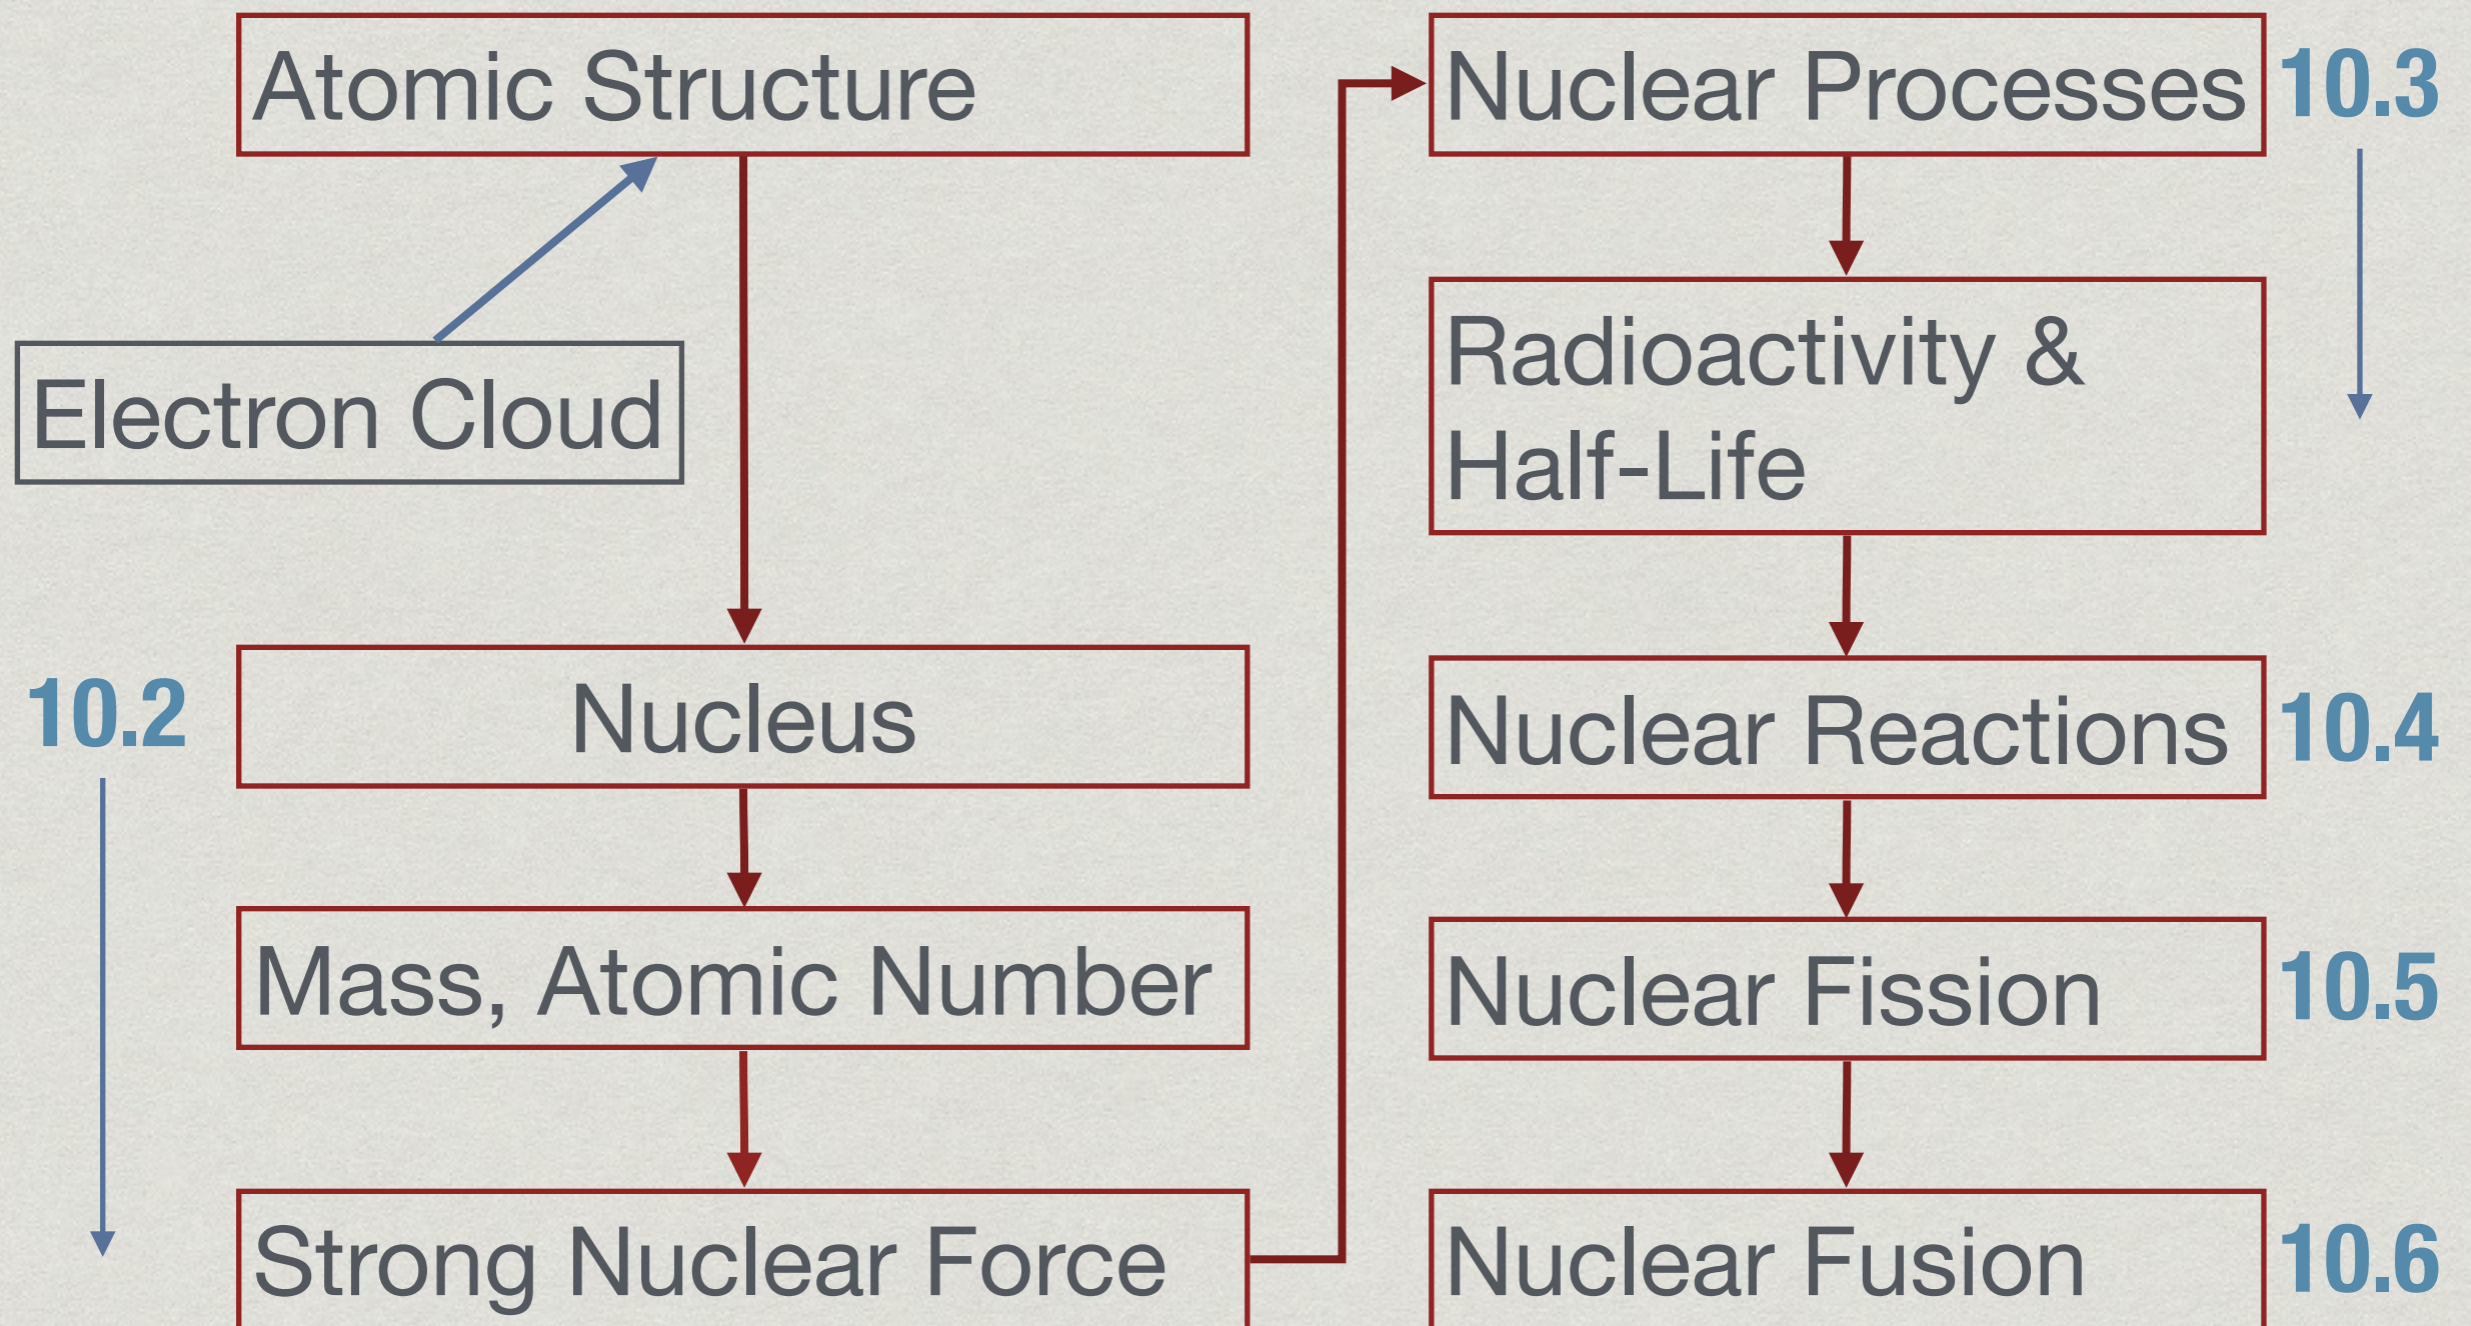 Atomic Structure
Electron Cloud
10.2
Nucleus
Mass, Atomic Number
Strong Nuclear Force
Nuclear Processes
10.3
Radioactivity &
Half-Life
Nuclear Reactions
10.4
Nuclear Fission
10.5
Nuclear Fusion
10.6